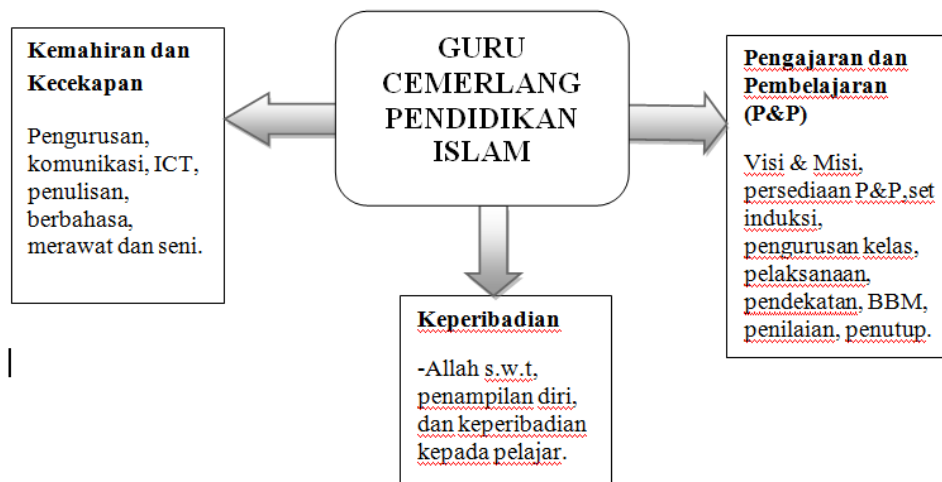 GURU
CEMERLANG
PENDIDIKAN
ISLAM
Kemahiran dan
Kecekapan
Pengurusan,
komunikasi, ICT,
penulisan,
berbahasa,
merawat dan seni.
Keperibadian
-Allah s.w.t,
penampilan diri,
dan keperibadian
kepada pelajar.
Pengajaran dan
Pembelajaran
(P&P)
Visi & Misi,
persediaan P&P,set
induksi,
pengurusan kelas,
pelaksanaan,
pendekatan, BBM,
penilaian, penutup.